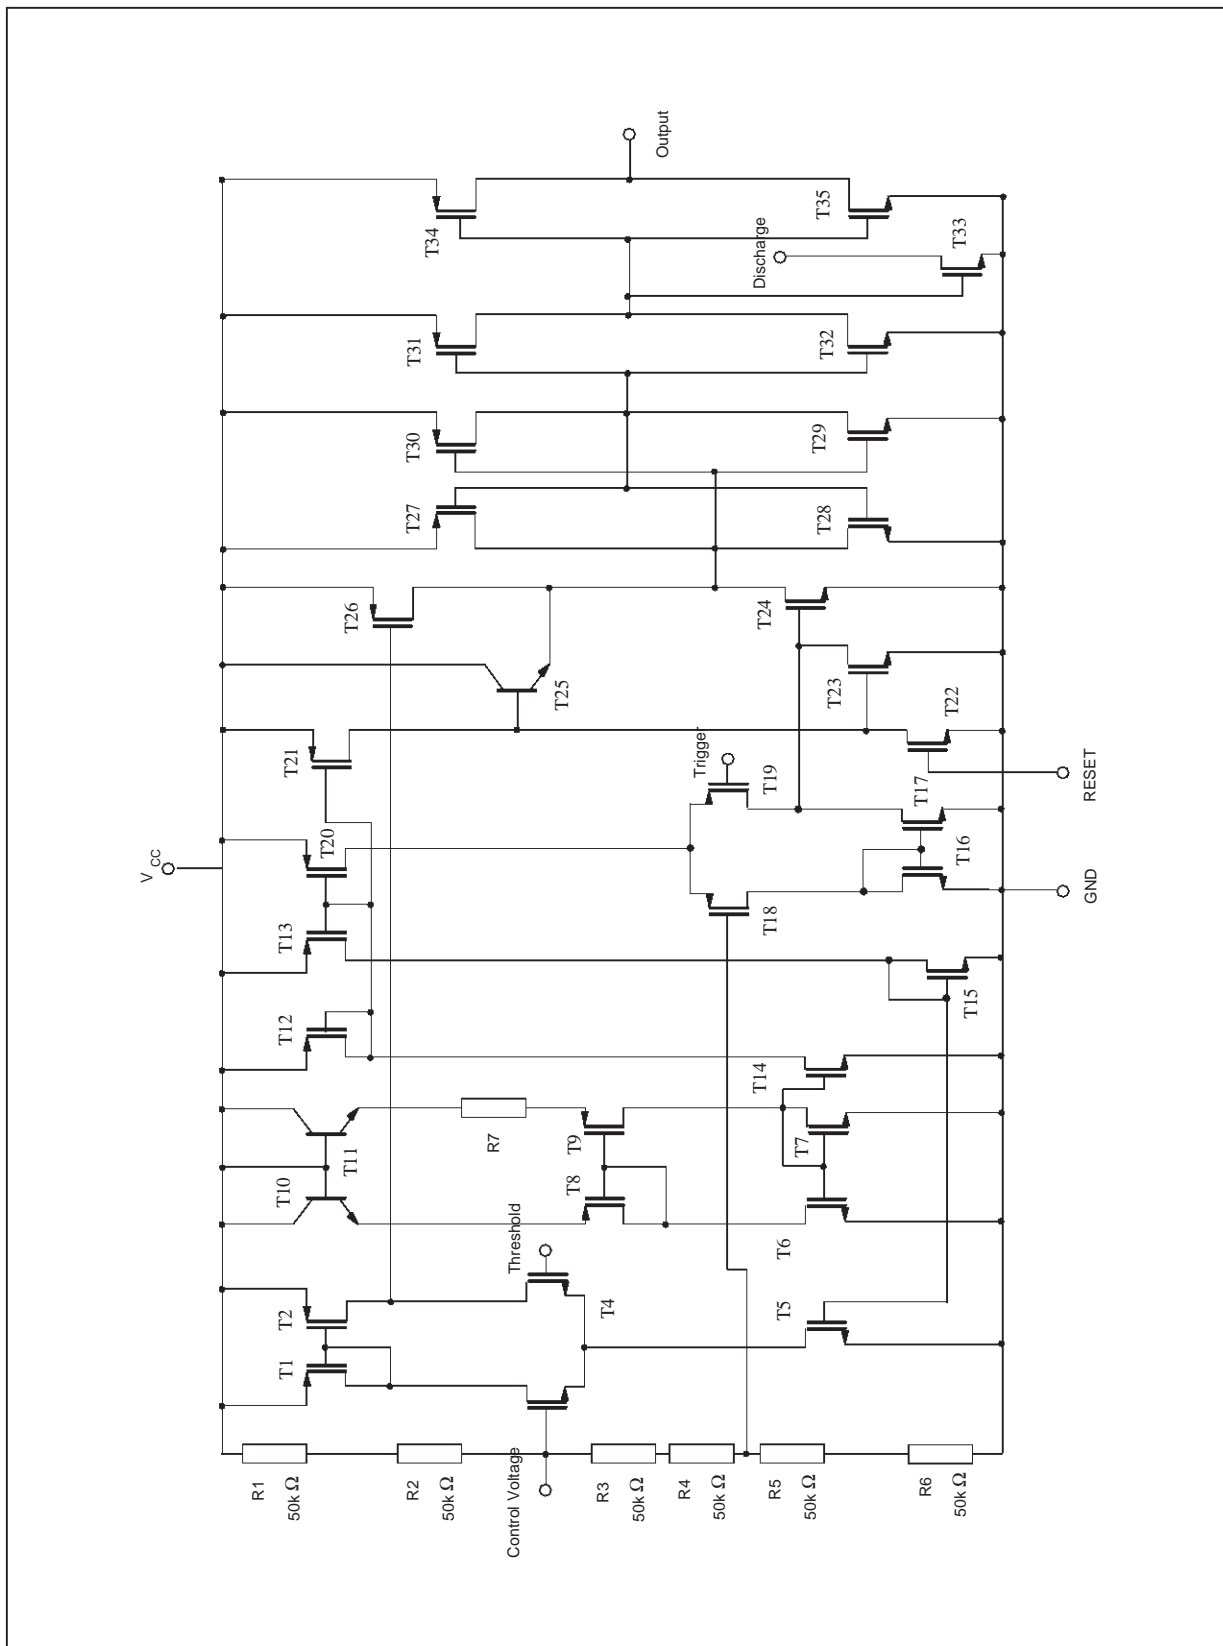 Output
T34
T35
Discharge
T33
T31
T32
T30
T29
T27
T28
T26
T24
T25
T23
T22
T21
Trigger
T19
T17
RESET
T20
VCC
T16
GND
T13
T18
T15
T12
T14
T11
R7
T9
T7
T10
T8
T6
Threshold
T2
T4
T5
T1
R1
50k Ω
R2
50k Ω
Control Voltage
R3
50k Ω
R4
50k Ω
R5
50k Ω
R6
50k Ω